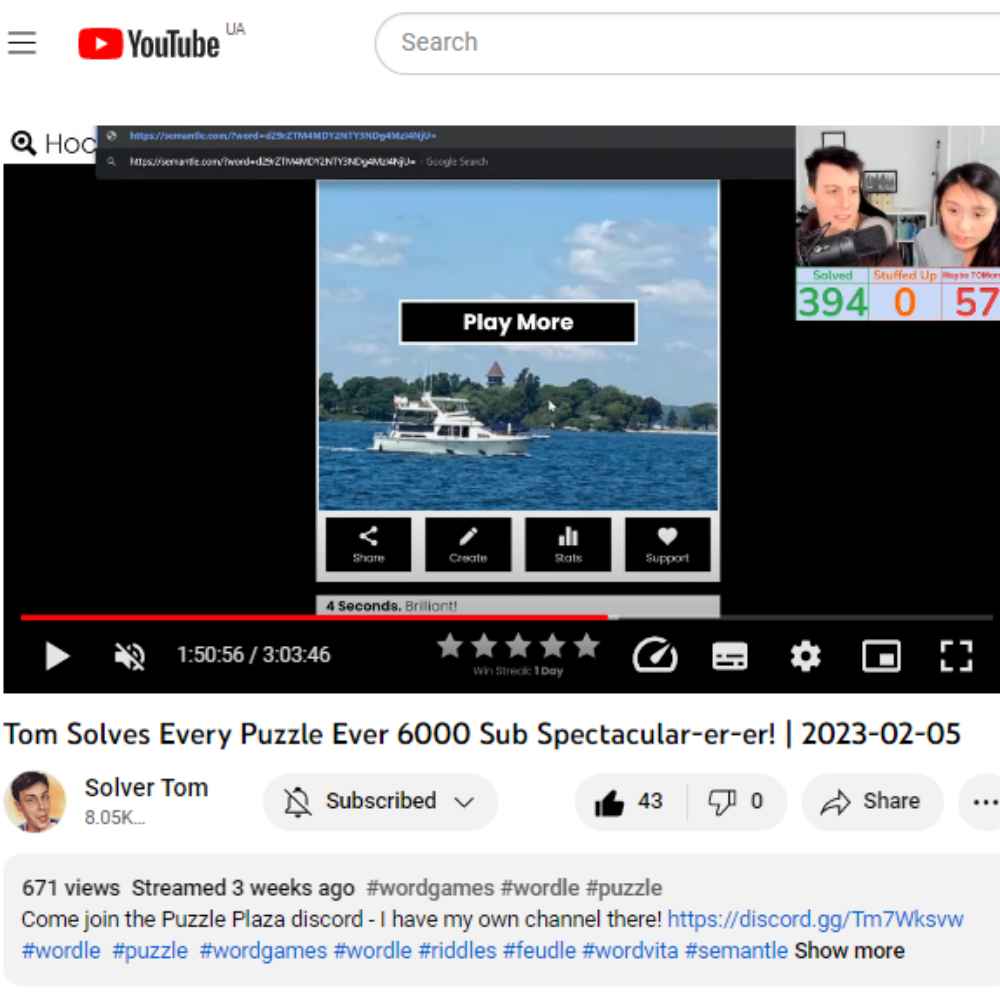 YouTube UA
Search
Hoo
https://semantle.com/?word=
https://semantle.com/?word= - Google Search
Solved Stuffed Up Maybe
394 0 57
Play More
Share Create Stats Support
4 Seconds. Brilliant!
1:50:56 / 3:03:46
Win Streak: 1 Day
Tom Solves Every Puzzle Ever 6000 Sub Spectacular-er-er! | 2023-02-05
Solver Tom
8.05K...
Subscribed
43 0 Share
671 views Streamed 3 weeks ago #wordgames #wordle #puzzle
Come join the Puzzle Plaza discord - I have my own channel there! https://discord.gg/Tm7Wksvw
#wordle #puzzle #wordgames #wordle #riddles #feudle #wordvita #semantle Show more